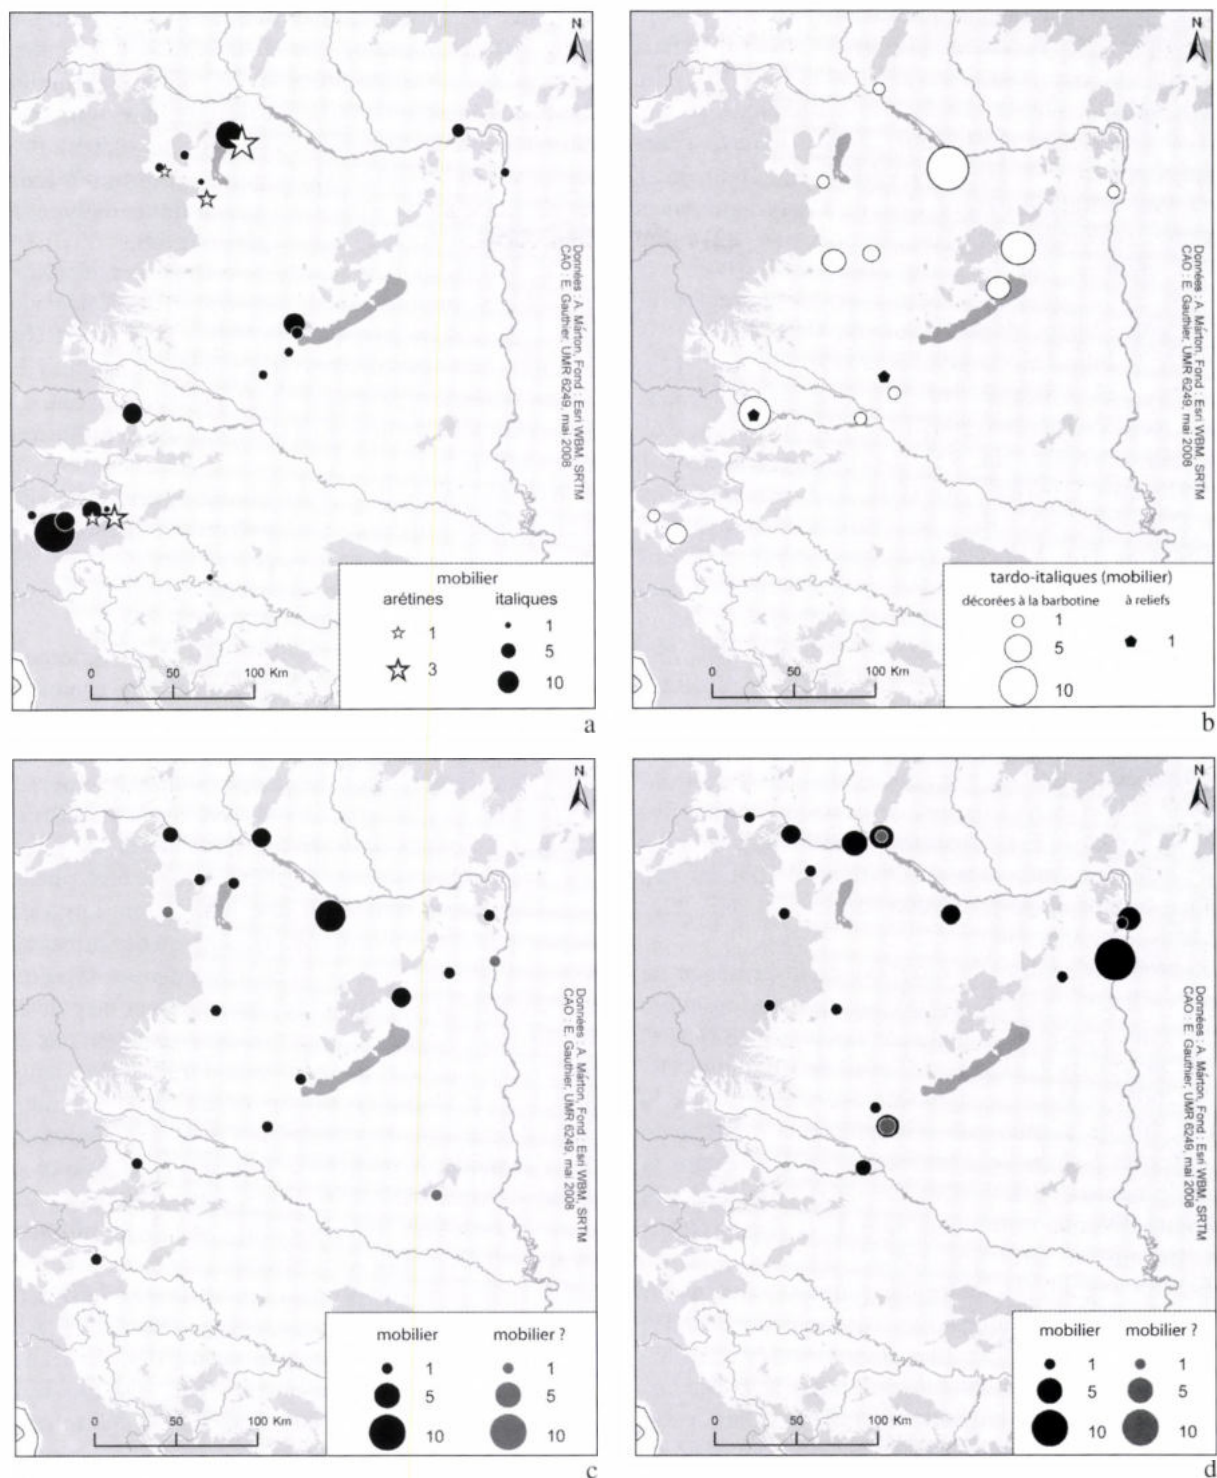 N
Données : A. Márton, Fond : Esri WBM, SRTM
CAO : E. Gauthier, UMR 6249, mai 2008
mobilier
arétines italiques
1 1
3 5
10
0 50 100 Km
a
N
Données : A. Márton, Fond : Esri WBM, SRTM
CAO : E. Gauthier, UMR 6249, mai 2008
tardo-italiques (mobilier)
décorées à la barbotine à reliefs
1
5 1
10
0 50 100 Km
b
N
Données : A. Márton, Fond : Esri WBM, SRTM
CAO : E. Gauthier, UMR 6249, mai 2008
mobilier mobilier ?
1 1
5 5
10 10
0 50 100 Km
c
N
Données : A. Márton, Fond : Esri WBM, SRTM
CAO : E. Gauthier, UMR 6249, mai 2008
mobilier mobilier ?
1 1
5 5
10 10
0 50 100 Km
d